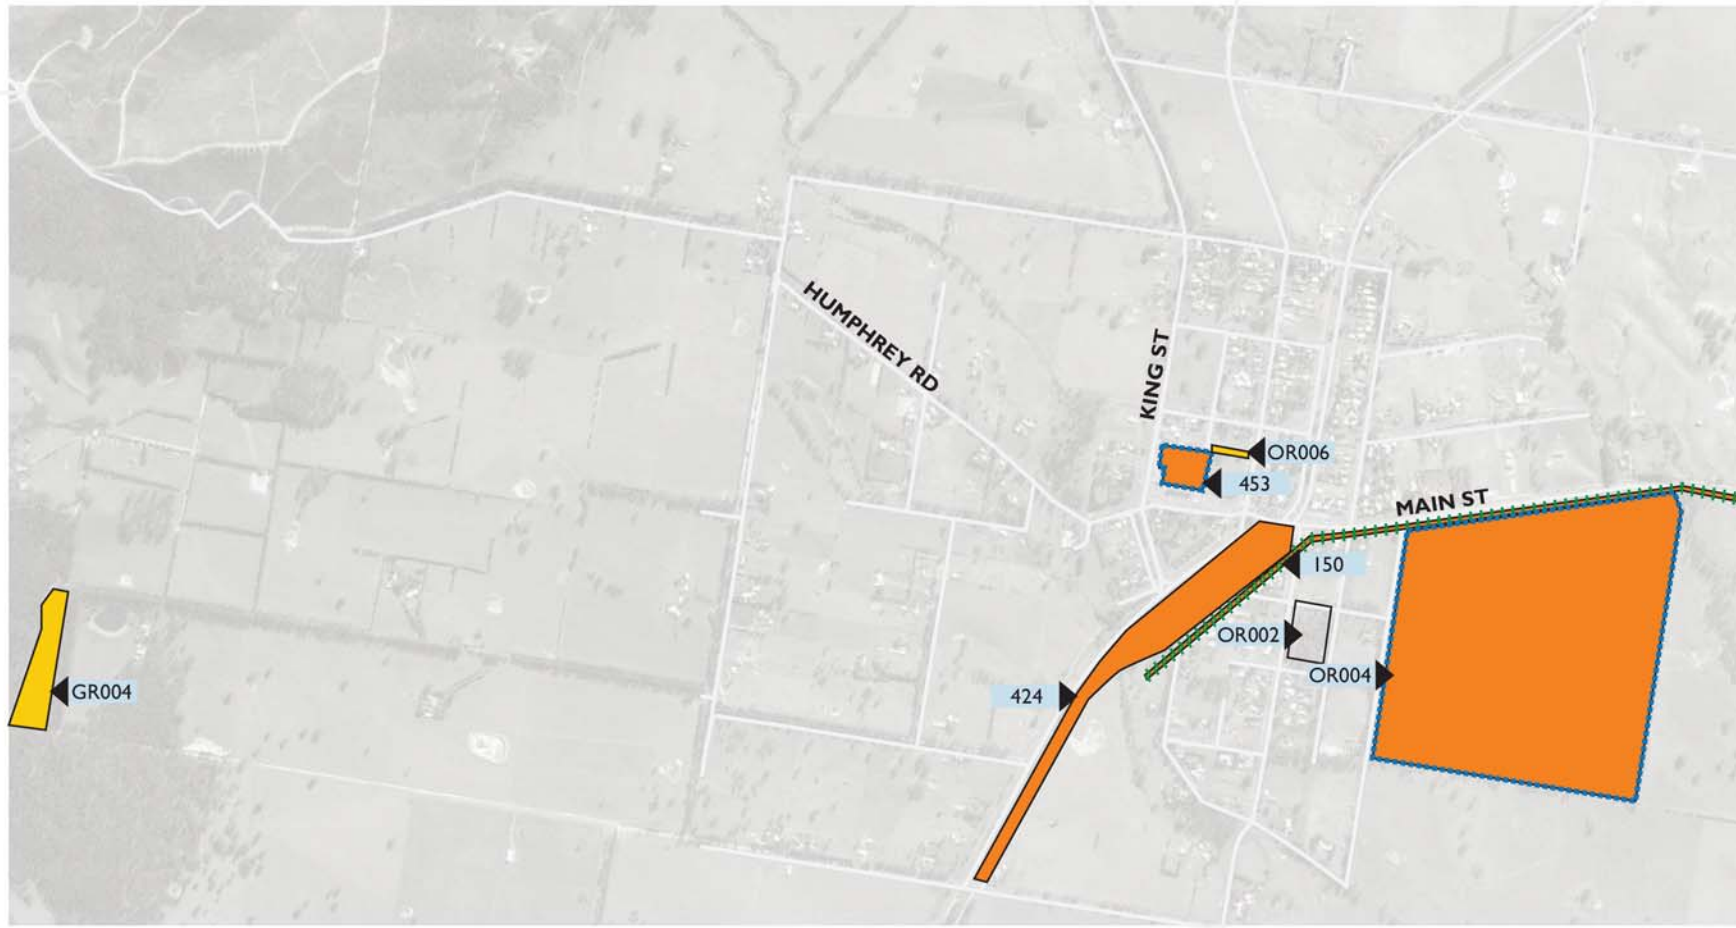 HUMPHREY RD
KING ST
OR006
453
MAIN ST
150
OR002
OR004
GR004
424